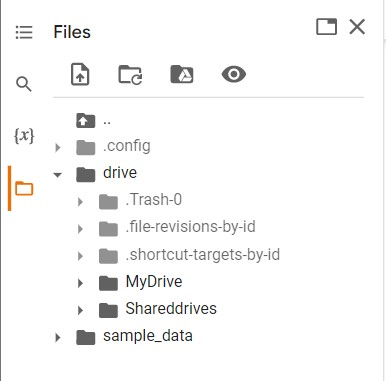 Files
{x}
..
.config
drive
.Trash-0
.file-revisions-by-id
.shortcut-targets-by-id
MyDrive
Shareddrives
sample_data